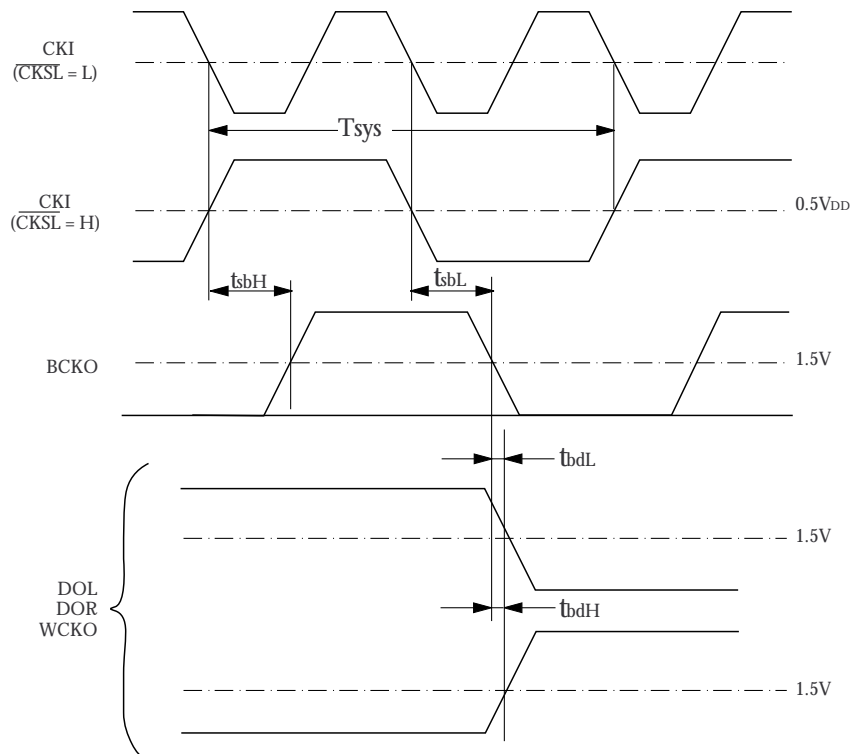 CKI
(CKSL = L)
Tsys
CKI
(CKSL = H)
0.5VDD
tsbH
tsbL
BCKO
1.5V
tbdL
1.5V
DOL
DOR
WCKO
tbdH
1.5V